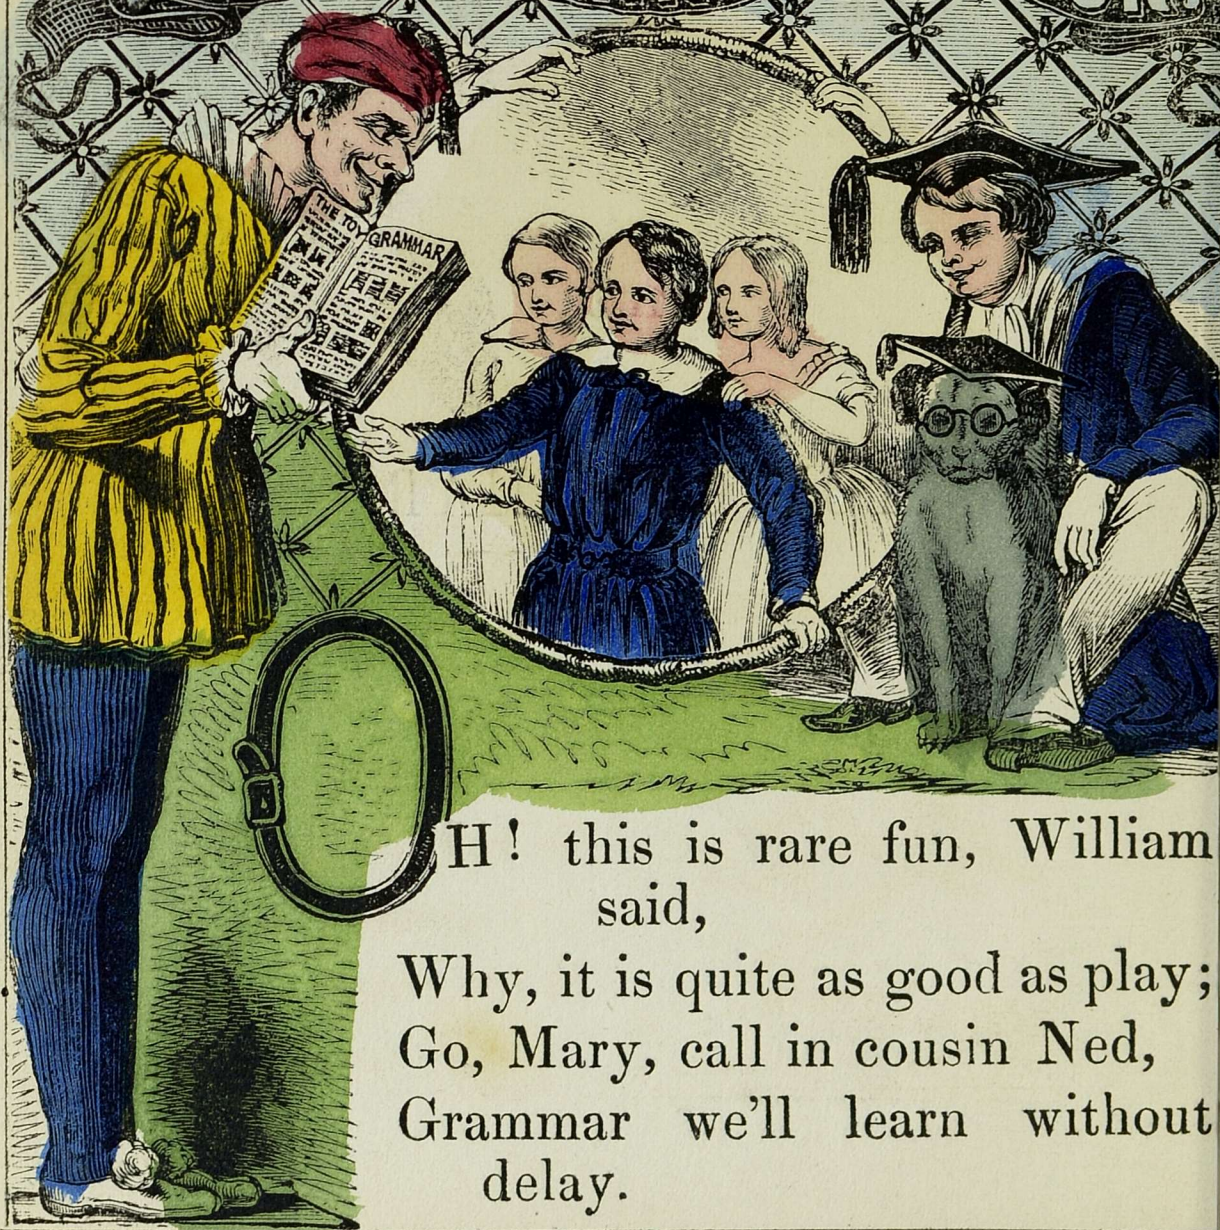 THE TOY GRAMMAR
OH! this is rare fun, William
said,
Why, it is quite as good as play;
Go, Mary, call in cousin Ned,
Grammar we'll learn without
delay.